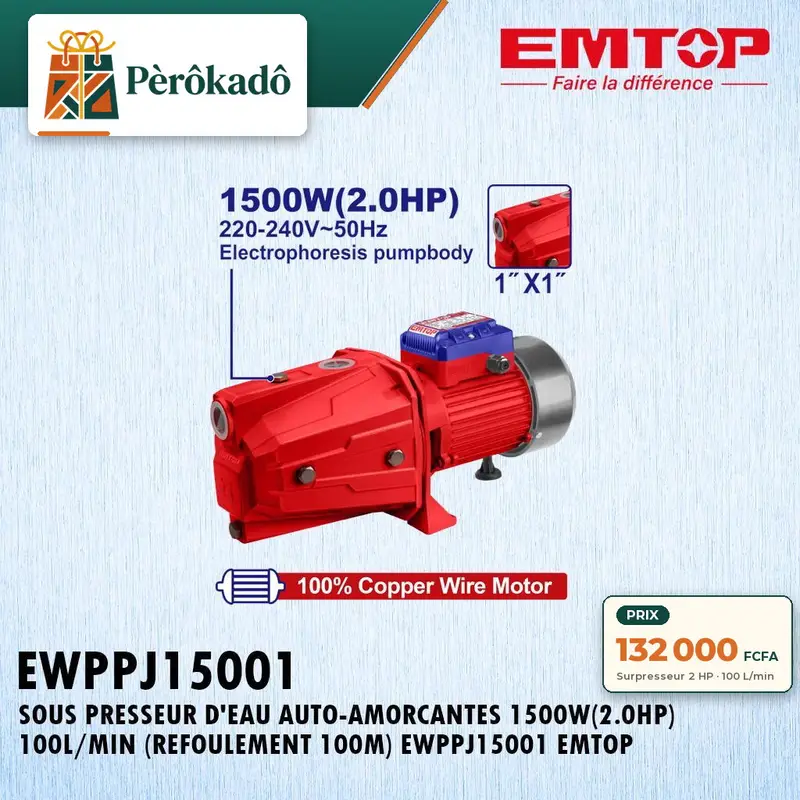 Pèrôkadô
EMTOP
Faire la différence
1500W(2.0HP)
220-240V~50Hz
Electrophoresis pumpbody
1″X1″
EMTOP
100% Copper Wire Motor
PRIX
132 000 FCFA
Surpresseur 2 HP · 100 L/min
EWPPJ15001
SOUS PRESSEUR D'EAU AUTO-AMORCANTES 1500W(2.0HP)
100L/MIN (REFOULEMENT 100M) EWPPJ15001 EMTOP